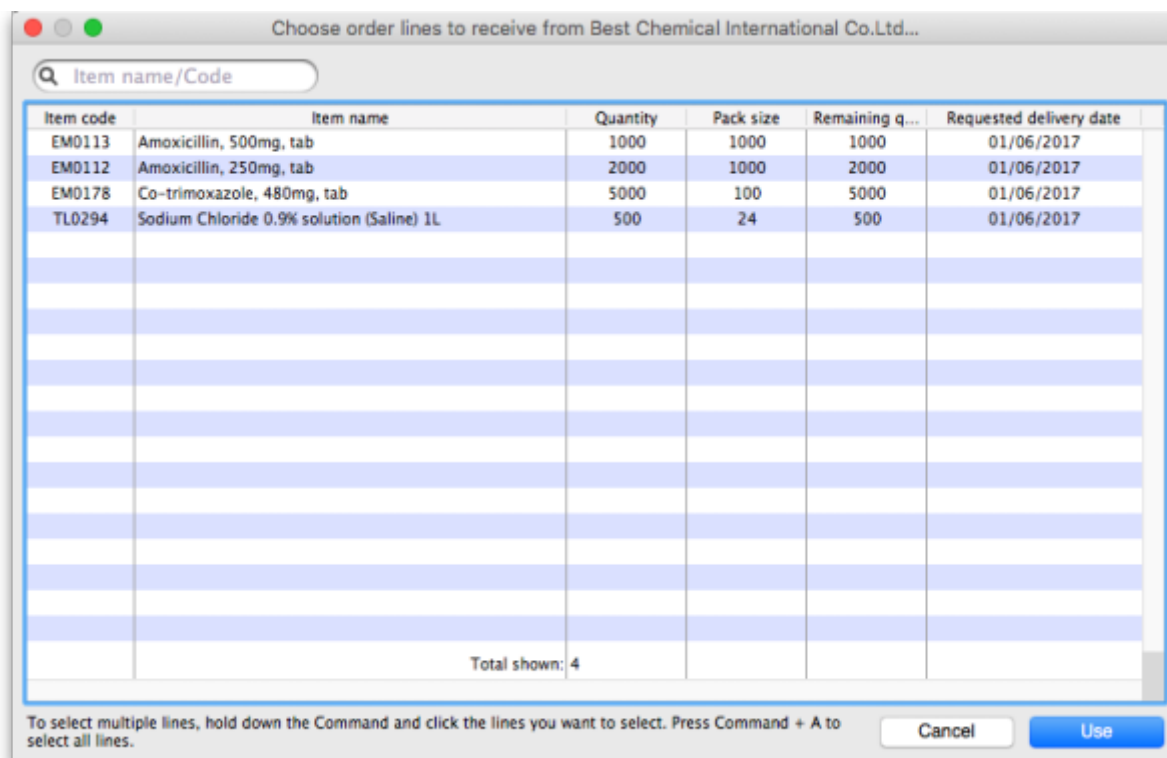 Choose order lines to receive from Best Chemical International Co.Ltd...
Item name/Code
Item code Item name Quantity Pack size Remaining q... Requested delivery date
EM0113 Amoxicillin, 500mg, tab 1000 1000 1000 01/06/2017
EM0112 Amoxicillin, 250mg, tab 2000 1000 2000 01/06/2017
EM0178 Co-trimoxazole, 480mg, tab 5000 100 5000 01/06/2017
TL0294 Sodium Chloride 0.9% solution (Saline) 1L 500 24 500 01/06/2017
Total shown: 4
To select multiple lines, hold down the Command and click the lines you want to select. Press Command + A to
select all lines.
Cancel Use